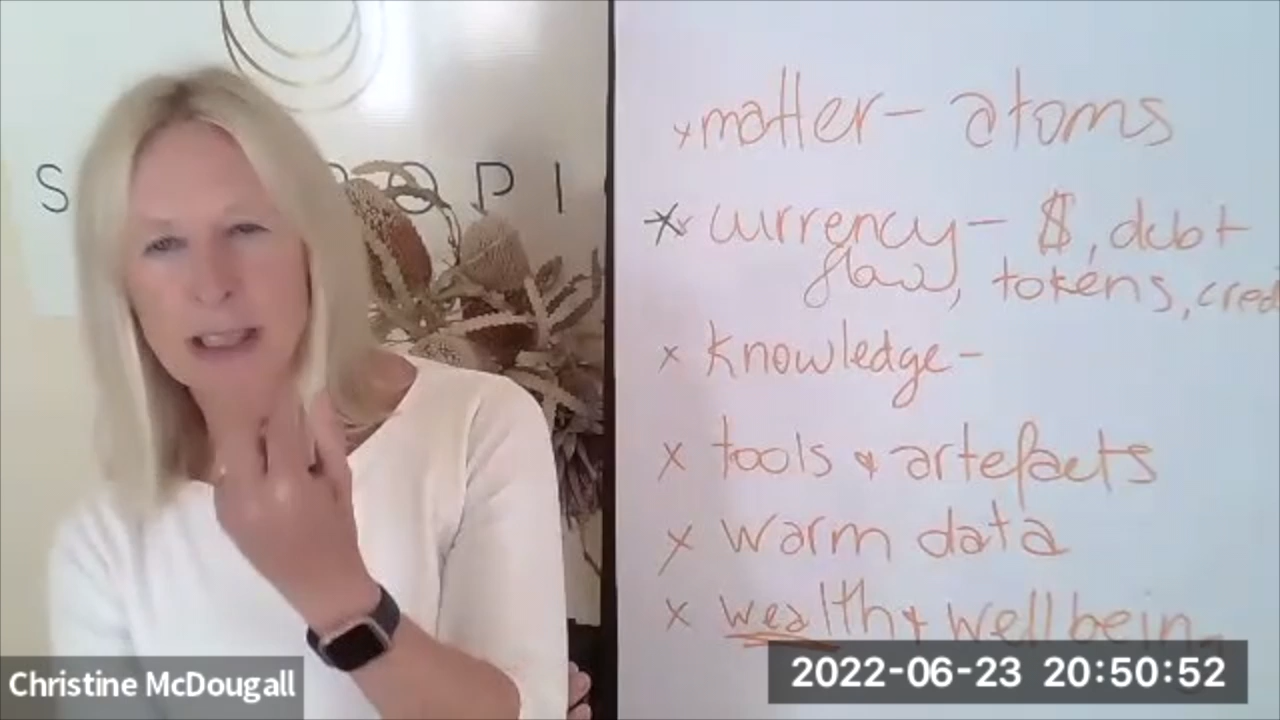 S OPI
x matter - atoms
x currency - $, debt
flow, tokens, cred
x knowledge -
x tools & artefacts
x warm data
x wealth & wellbeing
Christine McDougall
2022-06-23 20:50:52